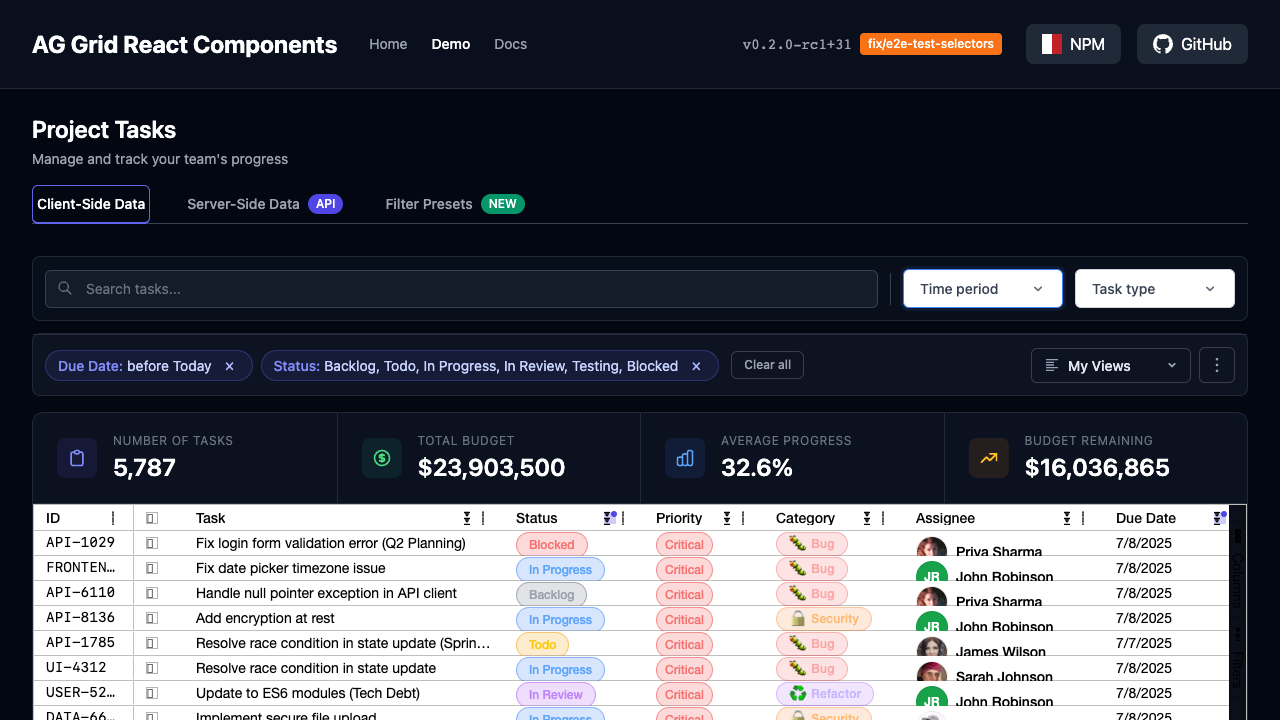 AG Grid React Components Home Demo Docs v0.2.0-rc1+31 fix/e2e-test-selectors NPM GitHub
Project Tasks
Manage and track your team's progress
Client-Side Data Server-Side Data API Filter Presets NEW
Search tasks... Time period Task type
Due Date: before Today × Status: Backlog, Todo, In Progress, In Review, Testing, Blocked × Clear all My Views
NUMBER OF TASKS TOTAL BUDGET AVERAGE PROGRESS BUDGET REMAINING
5,787 $23,903,500 32.6% $16,036,865
ID Task Status Priority Category Assignee Due Date
API-1029 Fix login form validation error (Q2 Planning) Blocked Critical Bug Priya Sharma 7/8/2025
FRONTEN... Fix date picker timezone issue In Progress Critical Bug JR John Robinson 7/8/2025
API-6110 Handle null pointer exception in API client Backlog Critical Bug Priya Sharma 7/8/2025
API-8136 Add encryption at rest In Progress Critical Security JR John Robinson 7/8/2025
API-1785 Resolve race condition in state update (Sprin... Todo Critical Bug James Wilson 7/7/2025
UI-4312 Resolve race condition in state update In Progress Critical Bug Sarah Johnson 7/8/2025
USER-52... Update to ES6 modules (Tech Debt) In Review Critical Refactor JR John Robinson 7/8/2025
DATA-66... Implement secure file upload In Progress Critical Security 7/8/2025
Columns
Filters